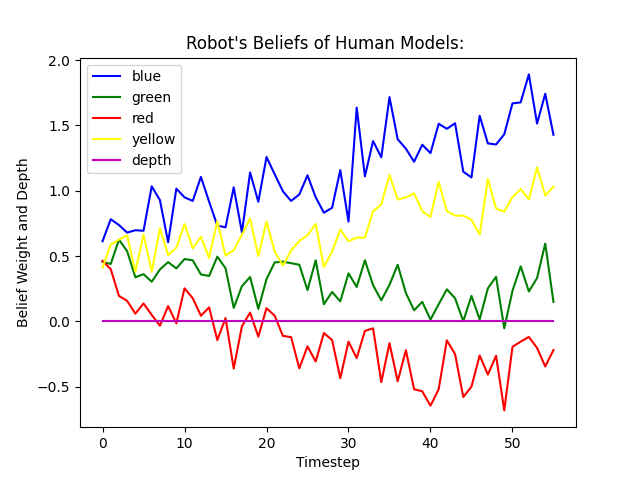 Robot's Beliefs of Human Models:
blue
green
red
yellow
depth
Belief Weight and Depth
2.0
1.5
1.0
0.5
0.0
−0.5
0
10
20
30
40
50
Timestep